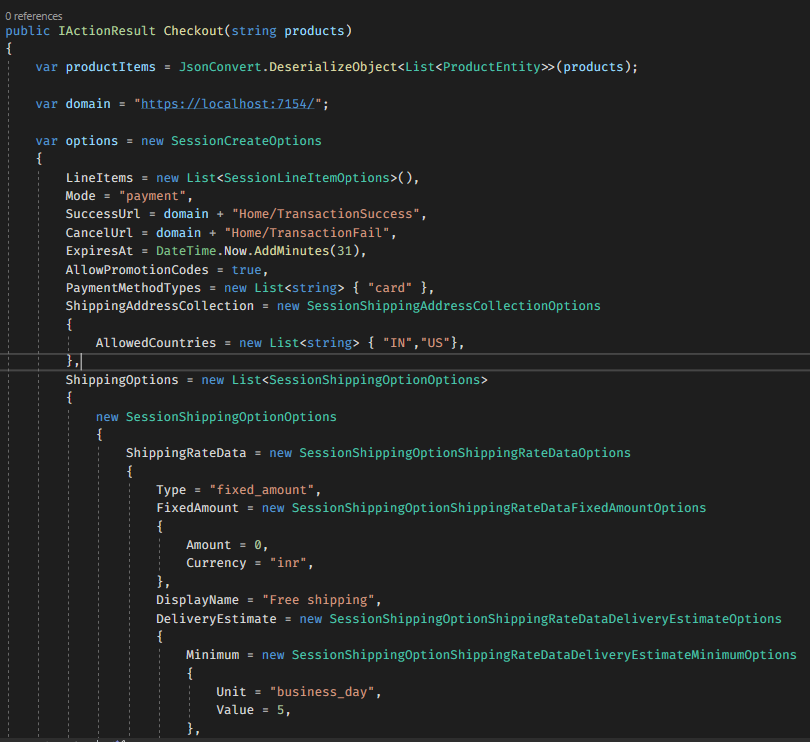 0 references
public IActionResult Checkout(string products)
{
var productItems = JsonConvert.DeserializeObject<List<ProductEntity>>(products);
var domain = "https://localhost:7154/";
var options = new SessionCreateOptions
{
LineItems = new List<SessionLineItemOptions>(),
Mode = "payment",
SuccessUrl = domain + "Home/TransactionSuccess",
CancelUrl = domain + "Home/TransactionFail",
ExpiresAt = DateTime.Now.AddMinutes(31),
AllowPromotionCodes = true,
PaymentMethodTypes = new List<string> { "card" },
ShippingAddressCollection = new SessionShippingAddressCollectionOptions
{
AllowedCountries = new List<string> { "IN","US"},
},
ShippingOptions = new List<SessionShippingOptionOptions>
{
new SessionShippingOptionOptions
{
ShippingRateData = new SessionShippingOptionShippingRateDataOptions
{
Type = "fixed_amount",
FixedAmount = new SessionShippingOptionShippingRateDataFixedAmountOptions
{
Amount = 0,
Currency = "inr",
},
DisplayName = "Free shipping",
DeliveryEstimate = new SessionShippingOptionShippingRateDataDeliveryEstimateOptions
{
Minimum = new SessionShippingOptionShippingRateDataDeliveryEstimateMinimumOptions
{
Unit = "business_day",
Value = 5,
},